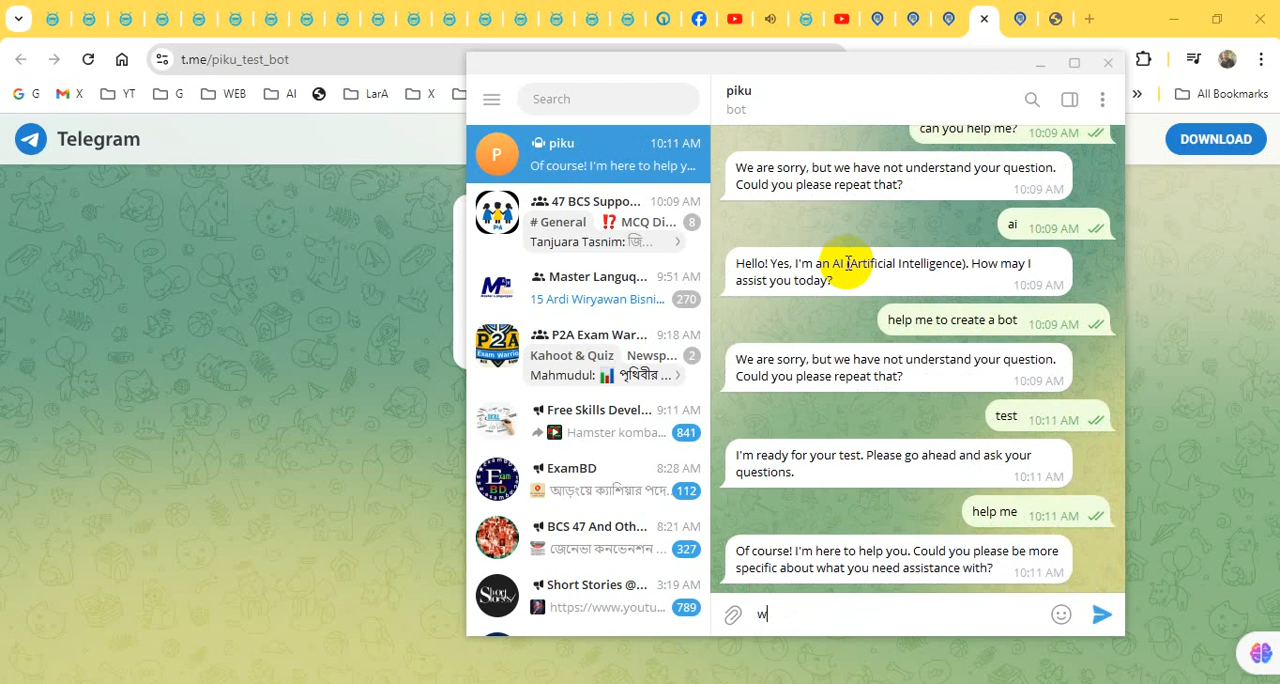 t.me/piku_test_bot
G G
M X
YT
G
WEB
AI
LarA
X
»
All Bookmarks
Telegram
DOWNLOAD
Search
P
piku 10:11 AM
Of course! I'm here to help y...
47 BCS Suppo... 10:09 AM
# General ⁉️ MCQ Di... 8
Tanjuara Tasnim:
Master Languq... 9:51 AM
15 Ardi Wiryawan Bisni... 270
P2A Exam War... 9:18 AM
Kahoot & Quiz Newsp... 2
Mahmudul: 📊 পৃথিবীর ...
Free Skills Devel... 9:11 AM
Hamster komba... 841
ExamBD 8:28 AM
আড়ংয়ে ক্যাশিয়ার পদে... 112
BCS 47 And Oth... 8:21 AM
জেনেভা কনভেনশন ... 327
Short Stories @... 3:19 AM
https://www.youtu... 789
piku
bot
can you help me? 10:09 AM
We are sorry, but we have not understand your question.
Could you please repeat that? 10:09 AM
ai 10:09 AM
Hello! Yes, I'm an AI (Artificial Intelligence). How may I
assist you today? 10:09 AM
help me to create a bot 10:09 AM
We are sorry, but we have not understand your question.
Could you please repeat that? 10:09 AM
test 10:11 AM
I'm ready for your test. Please go ahead and ask your
questions. 10:11 AM
help me 10:11 AM
Of course! I'm here to help you. Could you please be more
specific about what you need assistance with? 10:11 AM
w